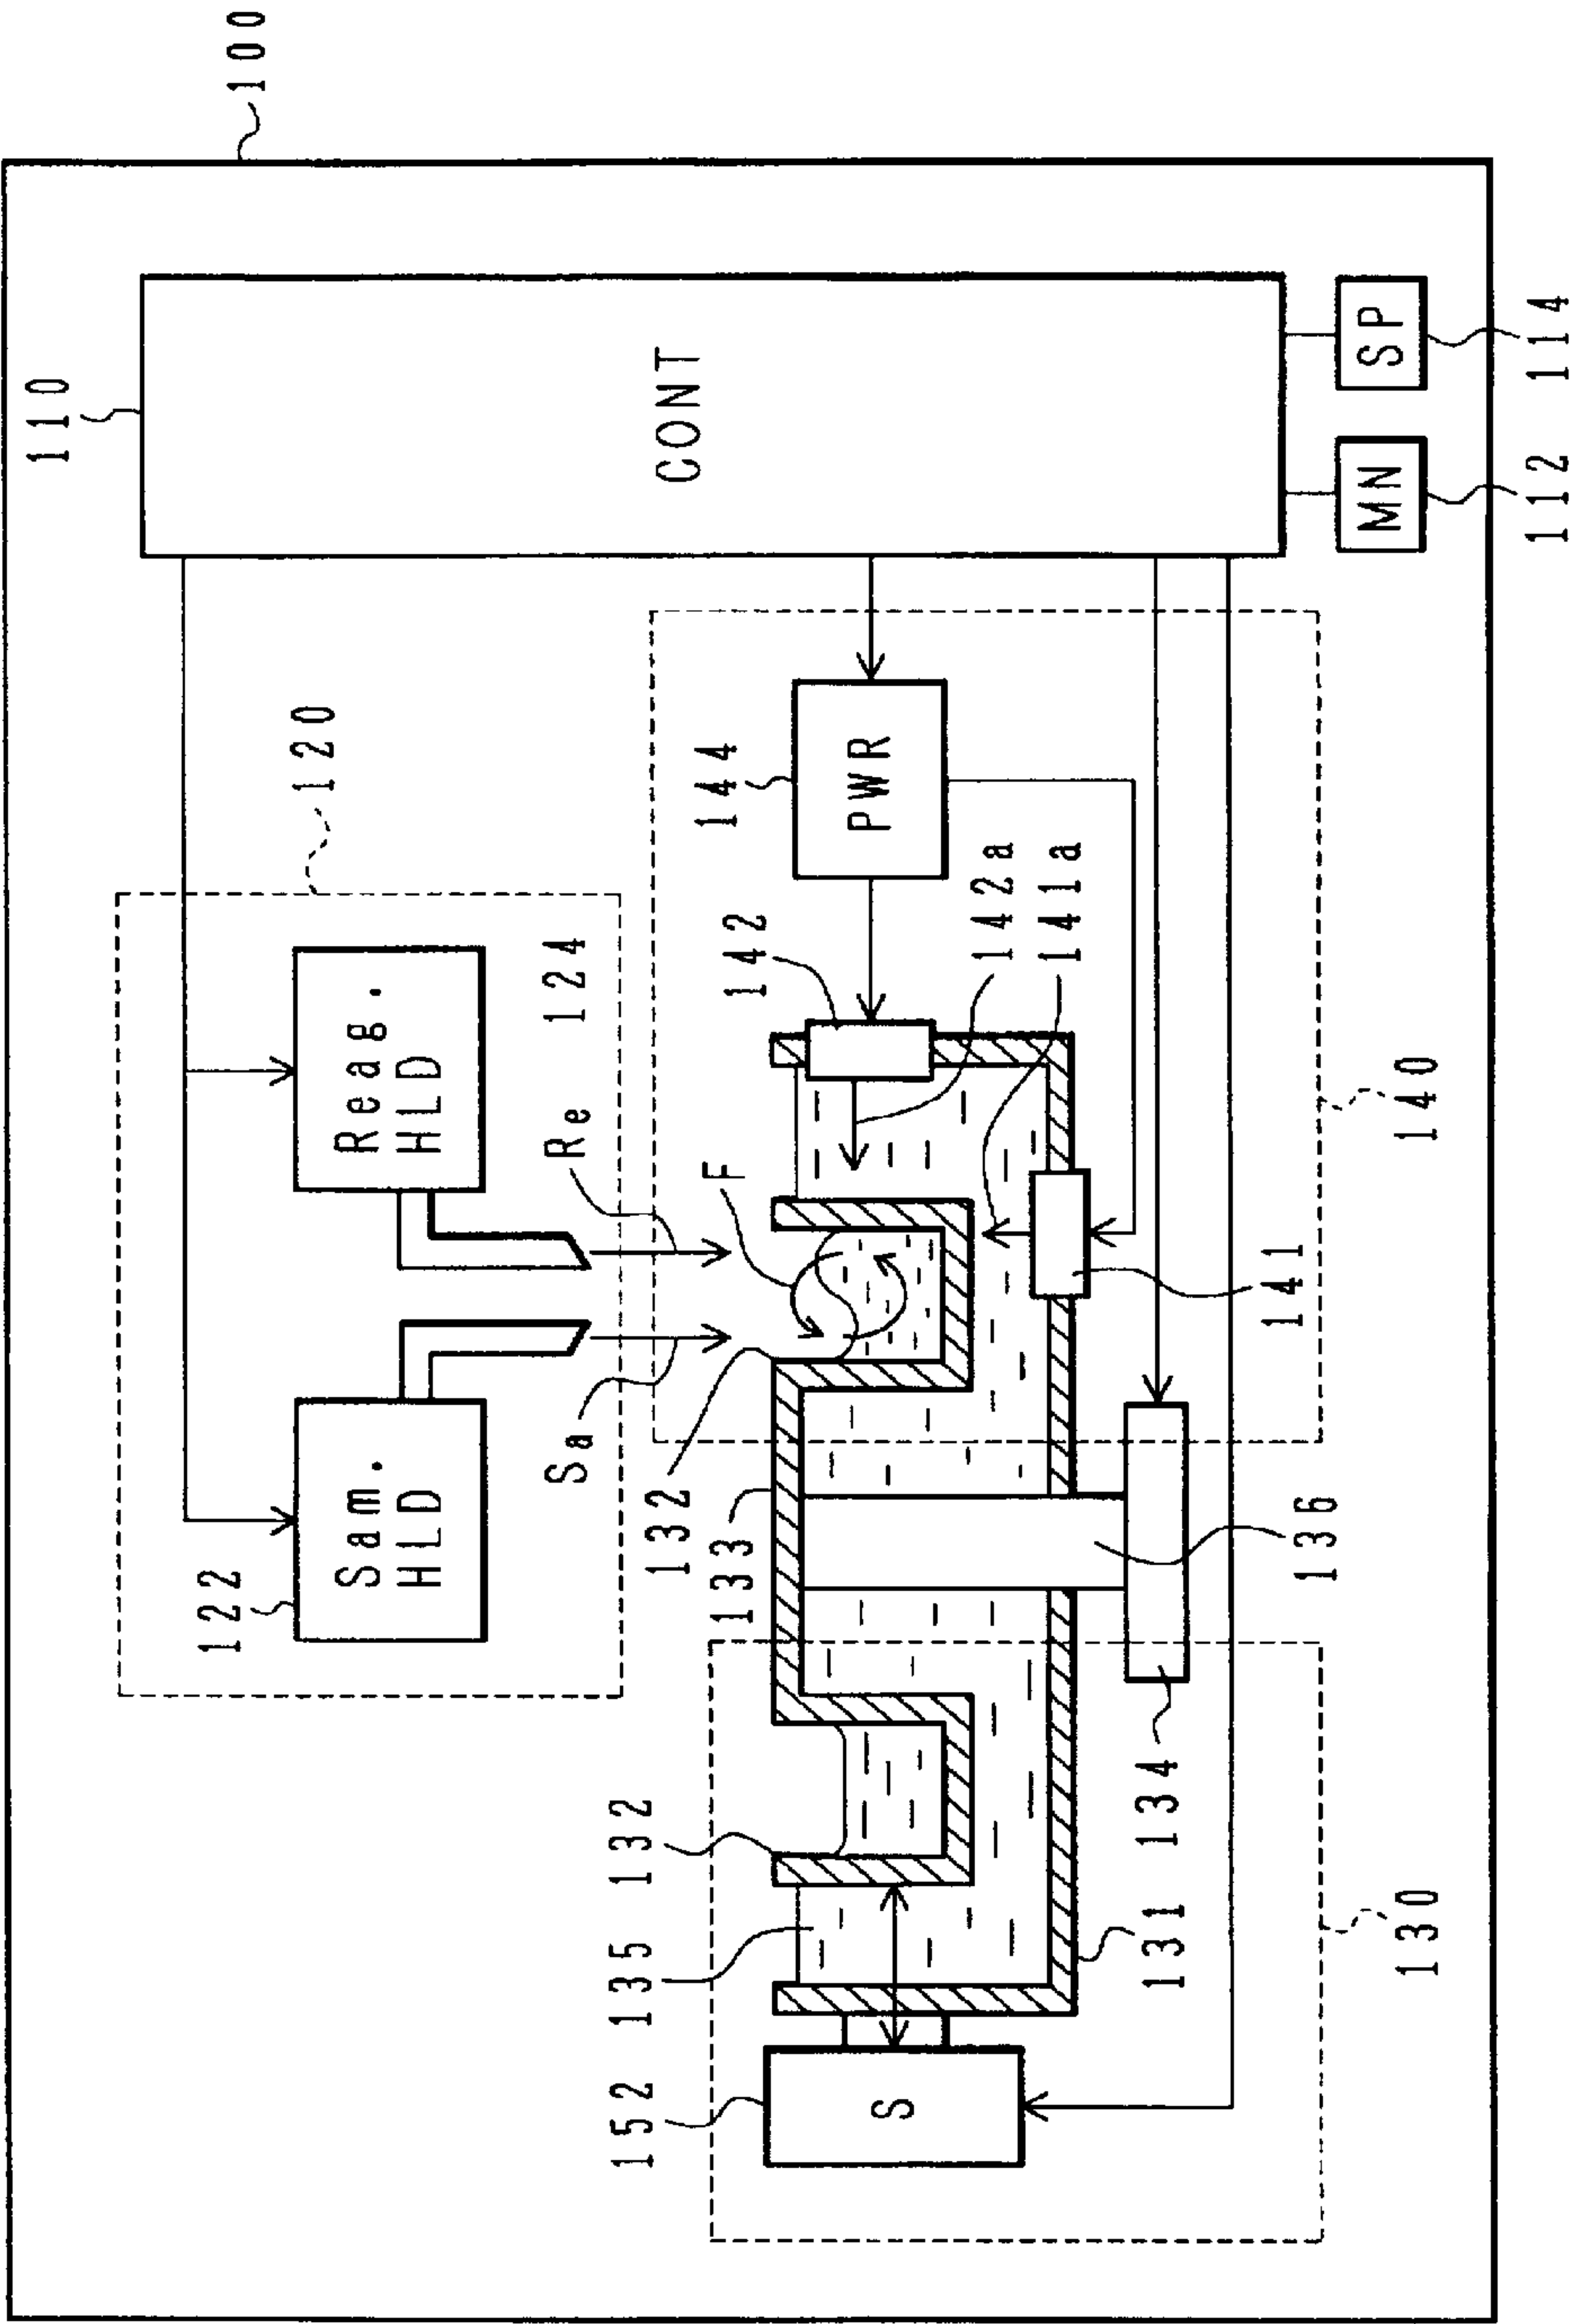 110
100
122
120
Sam. HLD
Reag. HLD
Sa
Re
124
152
135
132
132
CONT
133
F
142
144
PWR
S
142a
141a
131
134
141
136
MN
SP
130
140
112
114